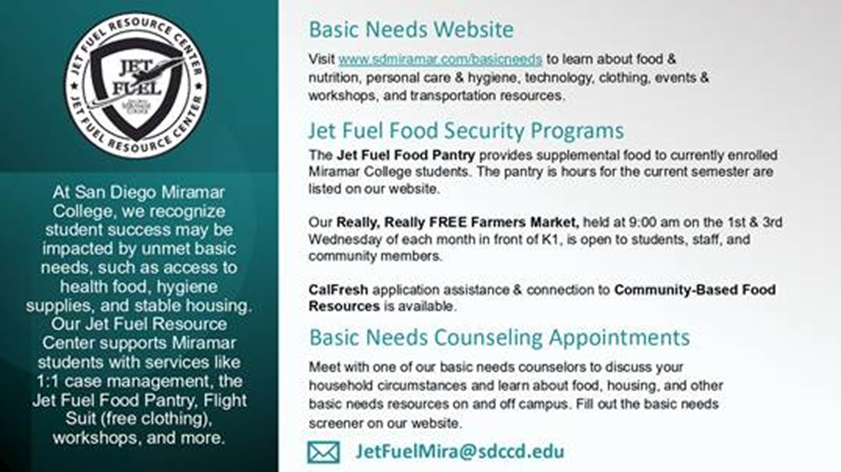 JET FUEL RESOURCE CENTER
JET
FUEL
JET FUEL RESOURCE CENTER
At San Diego Miramar
College, we recognize
student success may be
impacted by unmet basic
needs, such as access to
health food, hygiene
supplies, and stable housing.
Our Jet Fuel Resource
Center supports Miramar
students with services like
1:1 case management, the
Jet Fuel Food Pantry, Flight
Suit (free clothing),
workshops, and more.
Basic Needs Website
Visit www.sdmiramar.com/basicneeds to learn about food &
nutrition, personal care & hygiene, technology, clothing, events &
workshops, and transportation resources.
Jet Fuel Food Security Programs
The Jet Fuel Food Pantry provides supplemental food to currently enrolled
Miramar College students. The pantry is hours for the current semester are
listed on our website.
Our Really, Really FREE Farmers Market, held at 9:00 am on the 1st & 3rd
Wednesday of each month in front of K1, is open to students, staff, and
community members.
CalFresh application assistance & connection to Community-Based Food
Resources is available.
Basic Needs Counseling Appointments
Meet with one of our basic needs counselors to discuss your
household circumstances and learn about food, housing, and other
basic needs resources on and off campus. Fill out the basic needs
screener on our website.
JetFuelMira@sdccd.edu